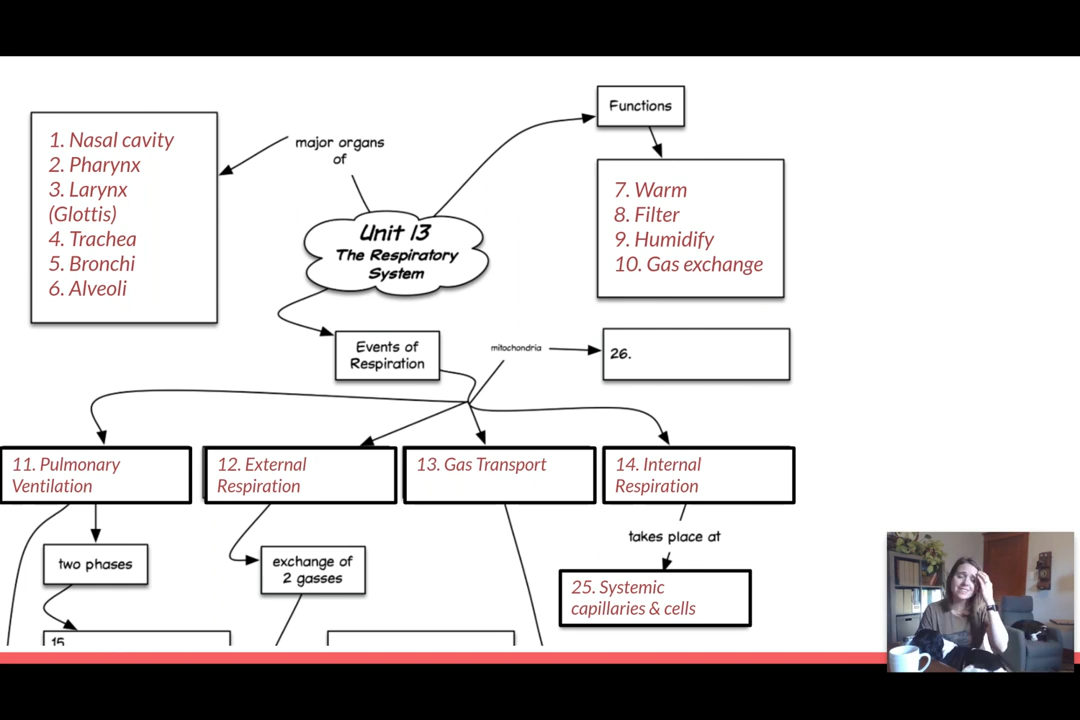 Functions
1. Nasal cavity
2. Pharynx
3. Larynx
(Glottis)
4. Trachea
5. Bronchi
6. Alveoli
major organs
of
7. Warm
8. Filter
9. Humidify
10. Gas exchange
Unit 13
The Respiratory
System
Events of
Respiration
mitochondria
26.
11. Pulmonary
Ventilation
12. External
Respiration
13. Gas Transport
14. Internal
Respiration
two phases
exchange of
2 gasses
takes place at
25. Systemic
capillaries & cells
15